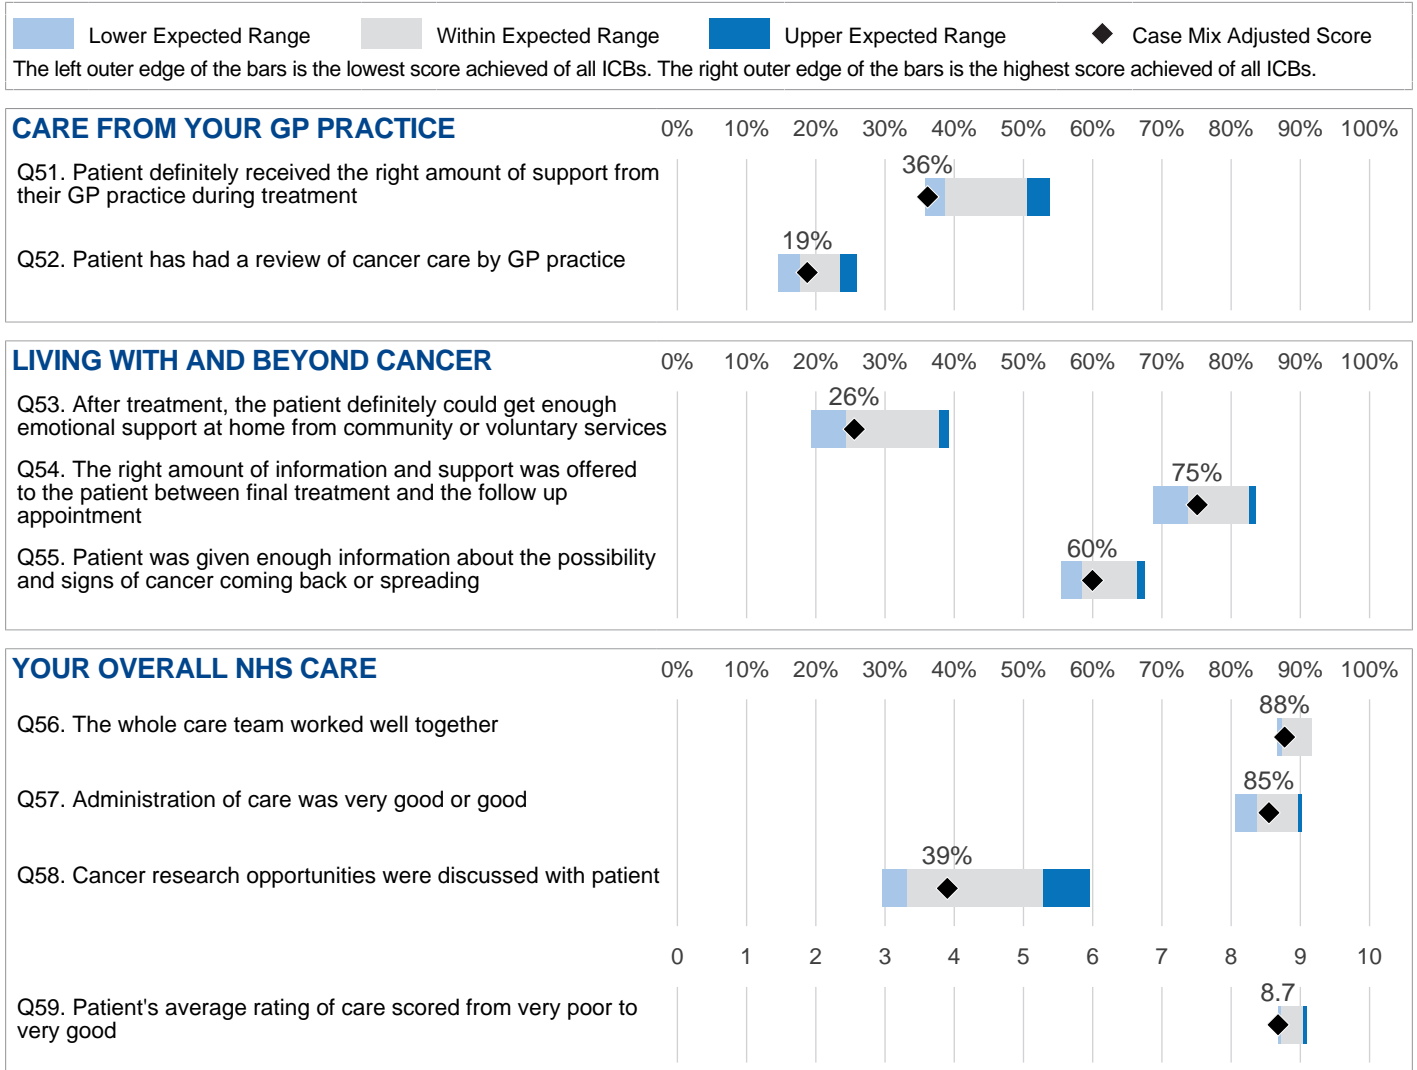 Lower Expected Range Within Expected Range Upper Expected Range Case Mix Adjusted Score
The left outer edge of the bars is the lowest score achieved of all ICBs. The right outer edge of the bars is the highest score achieved of all ICBs.
CARE FROM YOUR GP PRACTICE 0% 10% 20% 30% 40% 50% 60% 70% 80% 90% 100%
36%
Q51. Patient definitely received the right amount of support from
their GP practice during treatment
19%
Q52. Patient has had a review of cancer care by GP practice
LIVING WITH AND BEYOND CANCER 0% 10% 20% 30% 40% 50% 60% 70% 80% 90% 100%
26%
Q53. After treatment, the patient definitely could get enough
emotional support at home from community or voluntary services
75%
Q54. The right amount of information and support was offered
to the patient between final treatment and the follow up
appointment
60%
Q55. Patient was given enough information about the possibility
and signs of cancer coming back or spreading
YOUR OVERALL NHS CARE 0% 10% 20% 30% 40% 50% 60% 70% 80% 90% 100%
88%
Q56. The whole care team worked well together
85%
Q57. Administration of care was very good or good
39%
Q58. Cancer research opportunities were discussed with patient
0 1 2 3 4 5 6 7 8 9 10
8.7
Q59. Patient's average rating of care scored from very poor to
very good